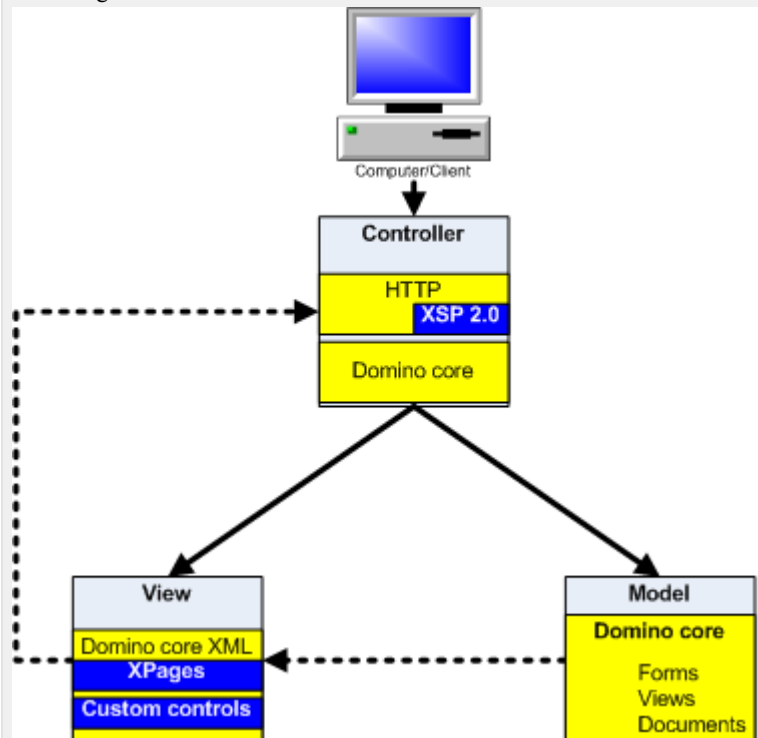 Computer/Client
Controller
HTTP
XSP 2.0
Domino core
View
Domino core XML
XPages
Custom controls
Model
Domino core
Forms
Views
Documents